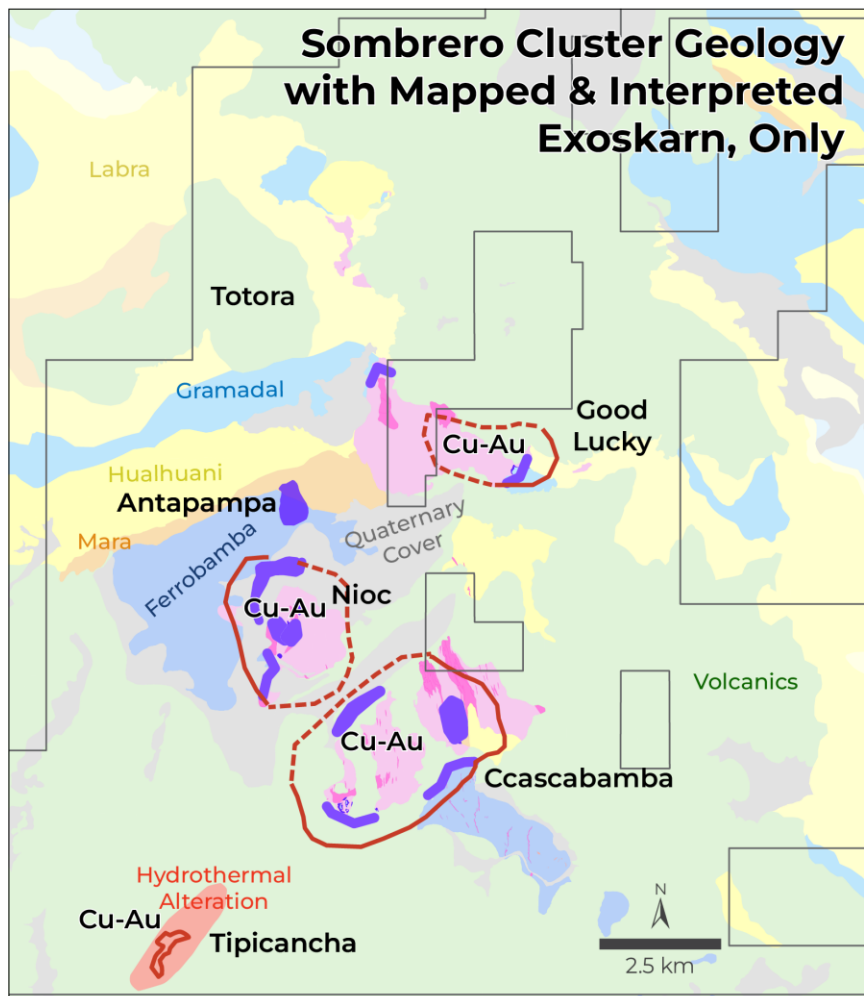 Sombrero Cluster Geology
with Mapped & Interpreted
Exoskarn, Only
Labra
Totora
Gramadal
Good
Lucky
Cu-Au
Hualhuani
Antapampa
Quaternary
Cover
Mara
Ferrobamba
Nioc
Cu-Au
Volcanics
Cu-Au
Ccascabamba
Hydrothermal
Alteration
Cu-Au
Tipicancha
N
2.5 km